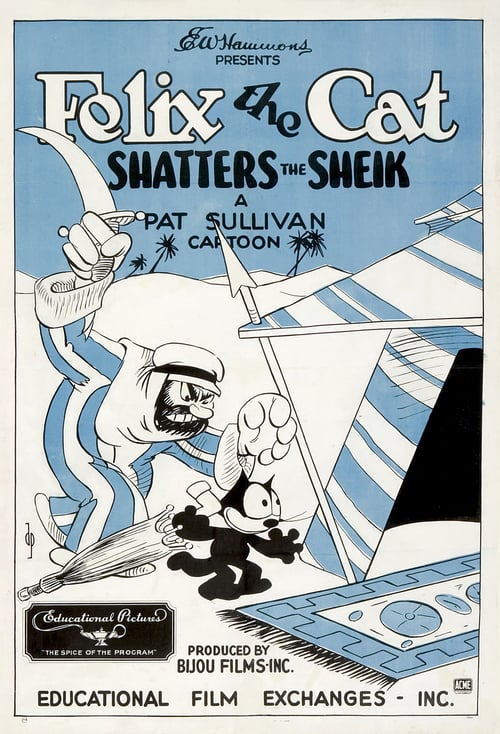 E W Hammons
PRESENTS
Felix the Cat
SHATTERS THE SHEIK
A
PAT SULLIVAN
CARTOON
Educational Pictures
"THE SPICE OF THE PROGRAM"
PRODUCED BY
BIJOU FILMS-INC.
ACME
EDUCATIONAL FILM EXCHANGES - INC.